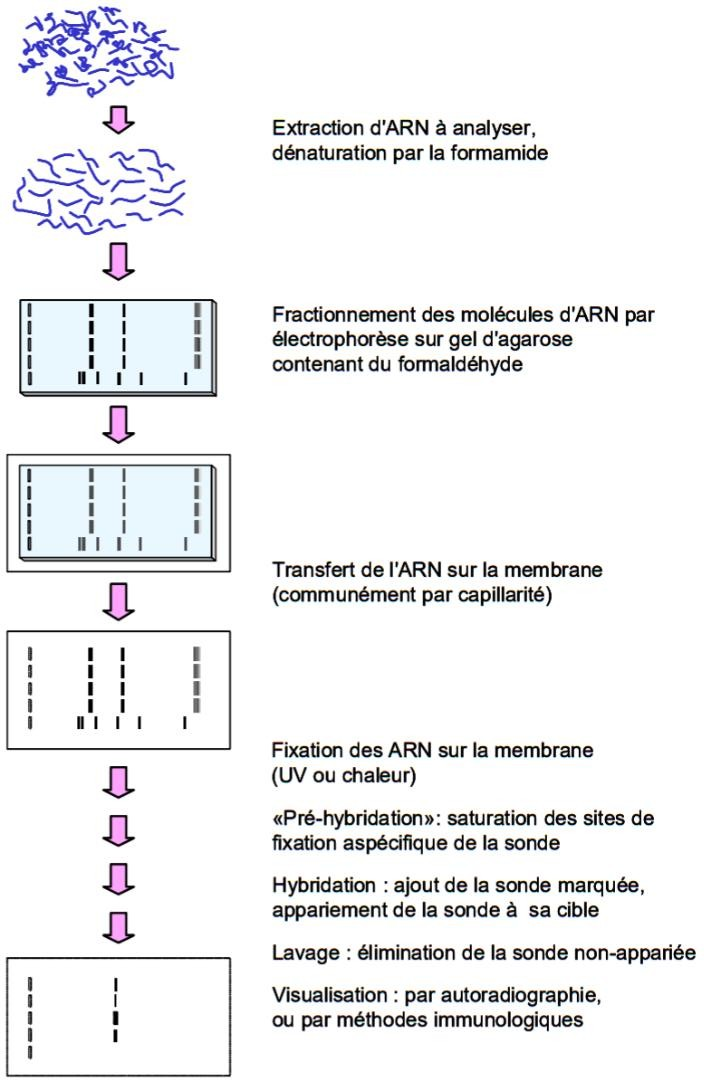 Extraction d'ARN à analyser,
dénaturation par la formamide
Fractionnement des molécules d'ARN par
électrophorèse sur gel d'agarose
contenant du formaldéhyde
Transfert de l'ARN sur la membrane
(communément par capillarité)
Fixation des ARN sur la membrane
(UV ou chaleur)
«Pré-hybridation»: saturation des sites de
fixation aspécifique de la sonde
Hybridation : ajout de la sonde marquée,
appariement de la sonde à sa cible
Lavage : élimination de la sonde non-appariée
Visualisation : par autoradiographie,
ou par méthodes immunologiques